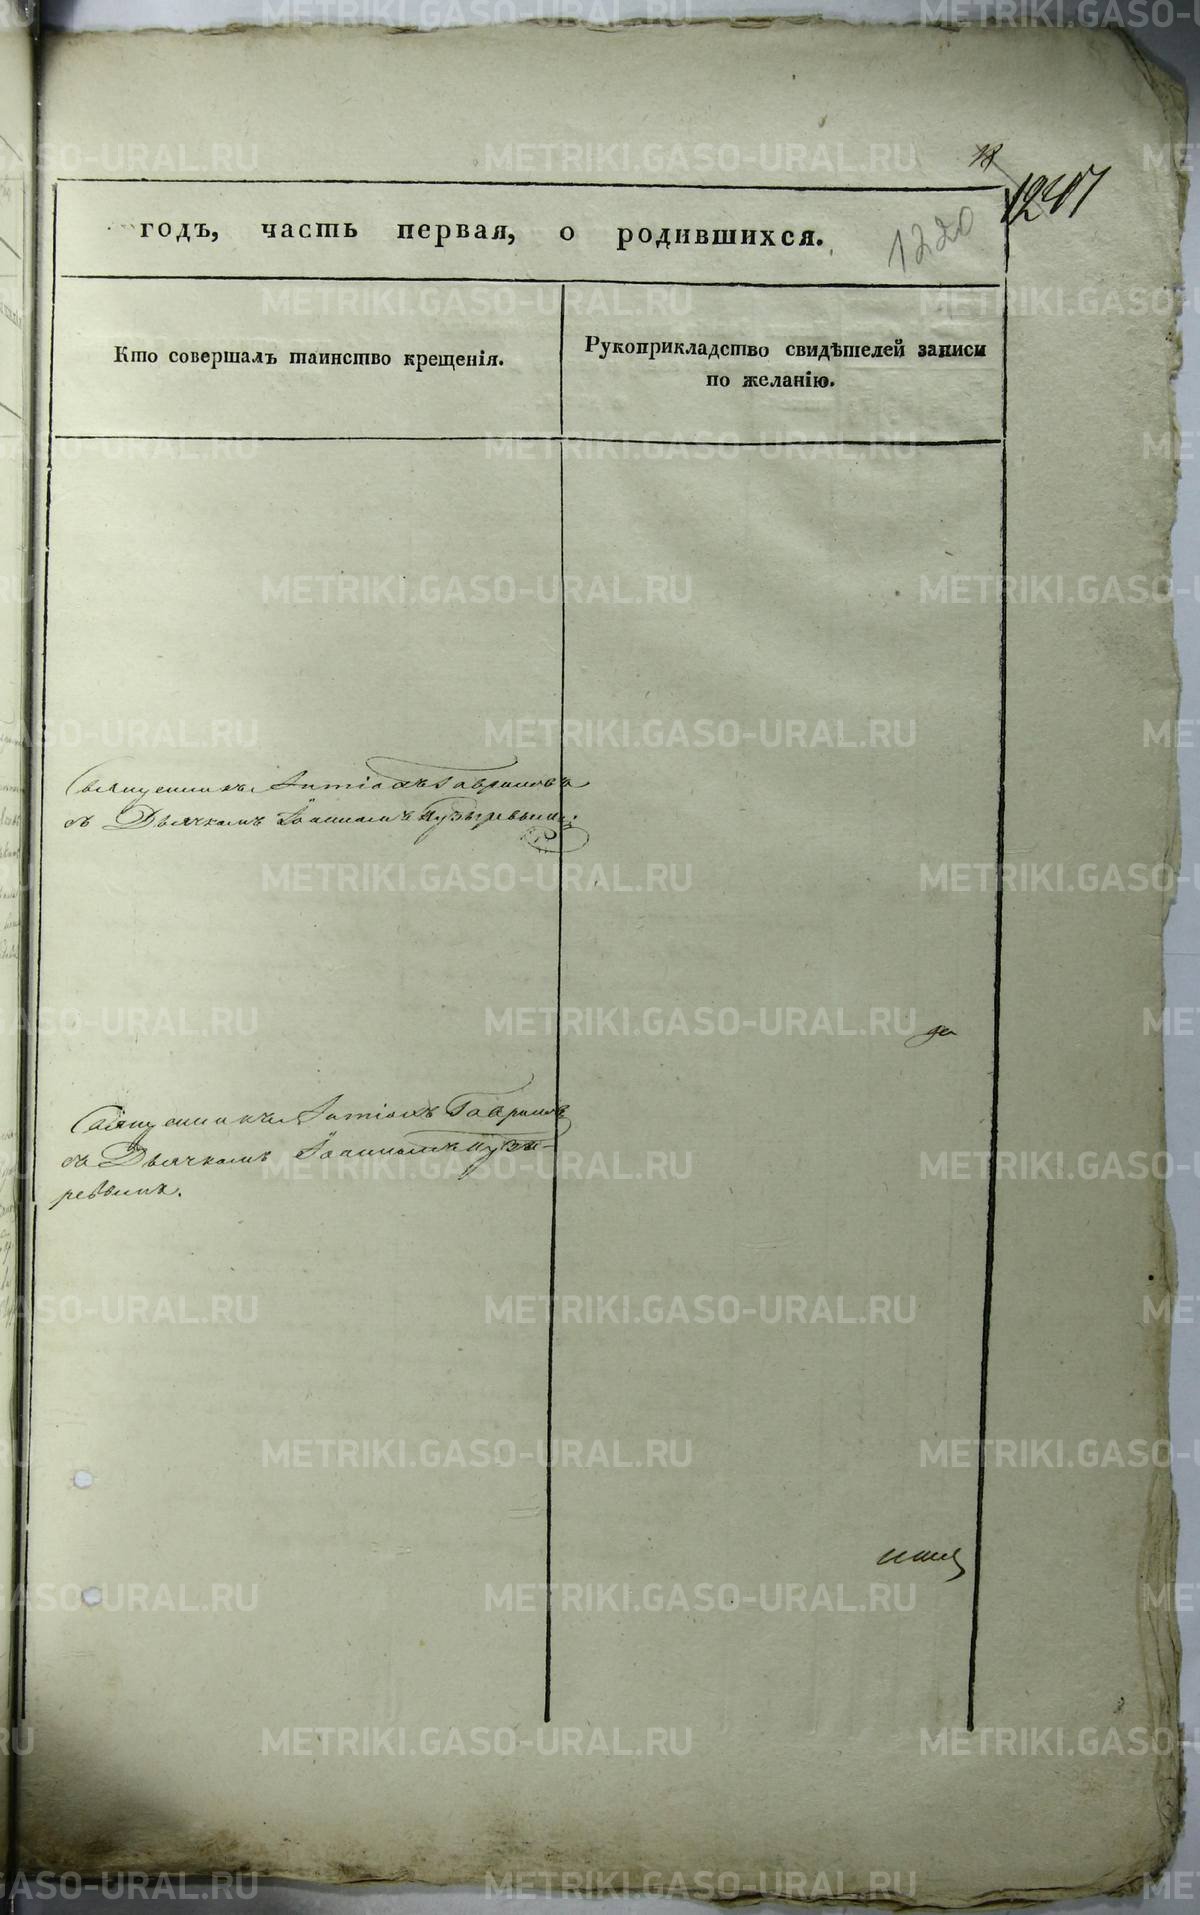 1220
годъ, часть первая, о родившихся.
Кто совершалъ таинство крещенія.
Рукоприкладство свидѣтелей записи
по желанію.
Священникъ Антіохъ Гавриловъ
съ Дьячкомъ Іоанномъ Пузыревымъ.
Священникъ Антіохъ Гавриловъ
съ Дьячкомъ Іоанномъ Пузы-
ревымъ.
METRIKI.GASO-URAL.RU